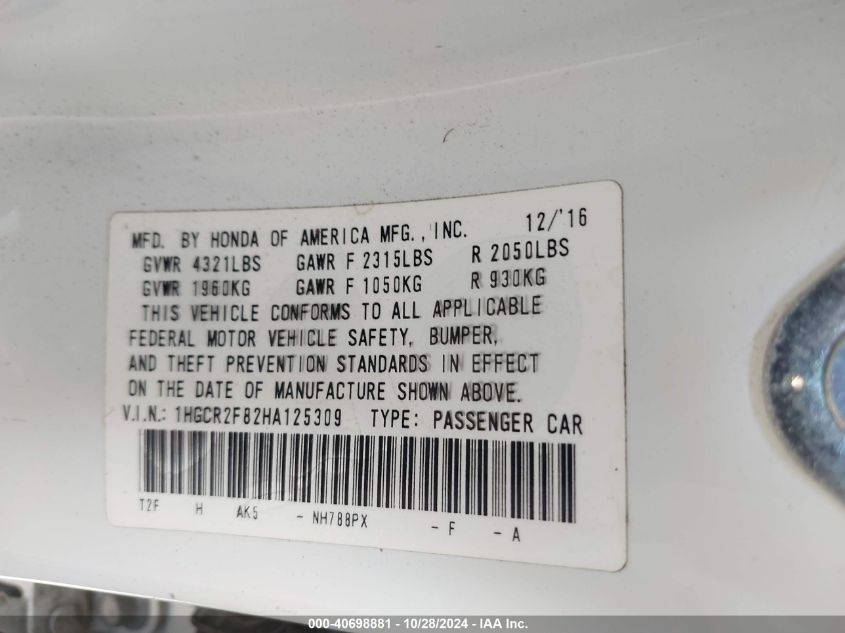 MFD. BY HONDA OF AMERICA MFG., INC. 12/'16
GVWR 4321LBS GAWR F 2315LBS R 2050LBS
GVWR 1960KG GAWR F 1050KG R 930KG
THIS VEHICLE CONFORMS TO ALL APPLICABLE
FEDERAL MOTOR VEHICLE SAFETY, BUMPER,
AND THEFT PREVENTION STANDARDS IN EFFECT
ON THE DATE OF MANUFACTURE SHOWN ABOVE.
V.I.N.: 1HGCR2F82HA125309 TYPE: PASSENGER CAR
T2F H AK5 - NH788PX - F - A
000-40698881 - 10/28/2024 - IAA Inc.